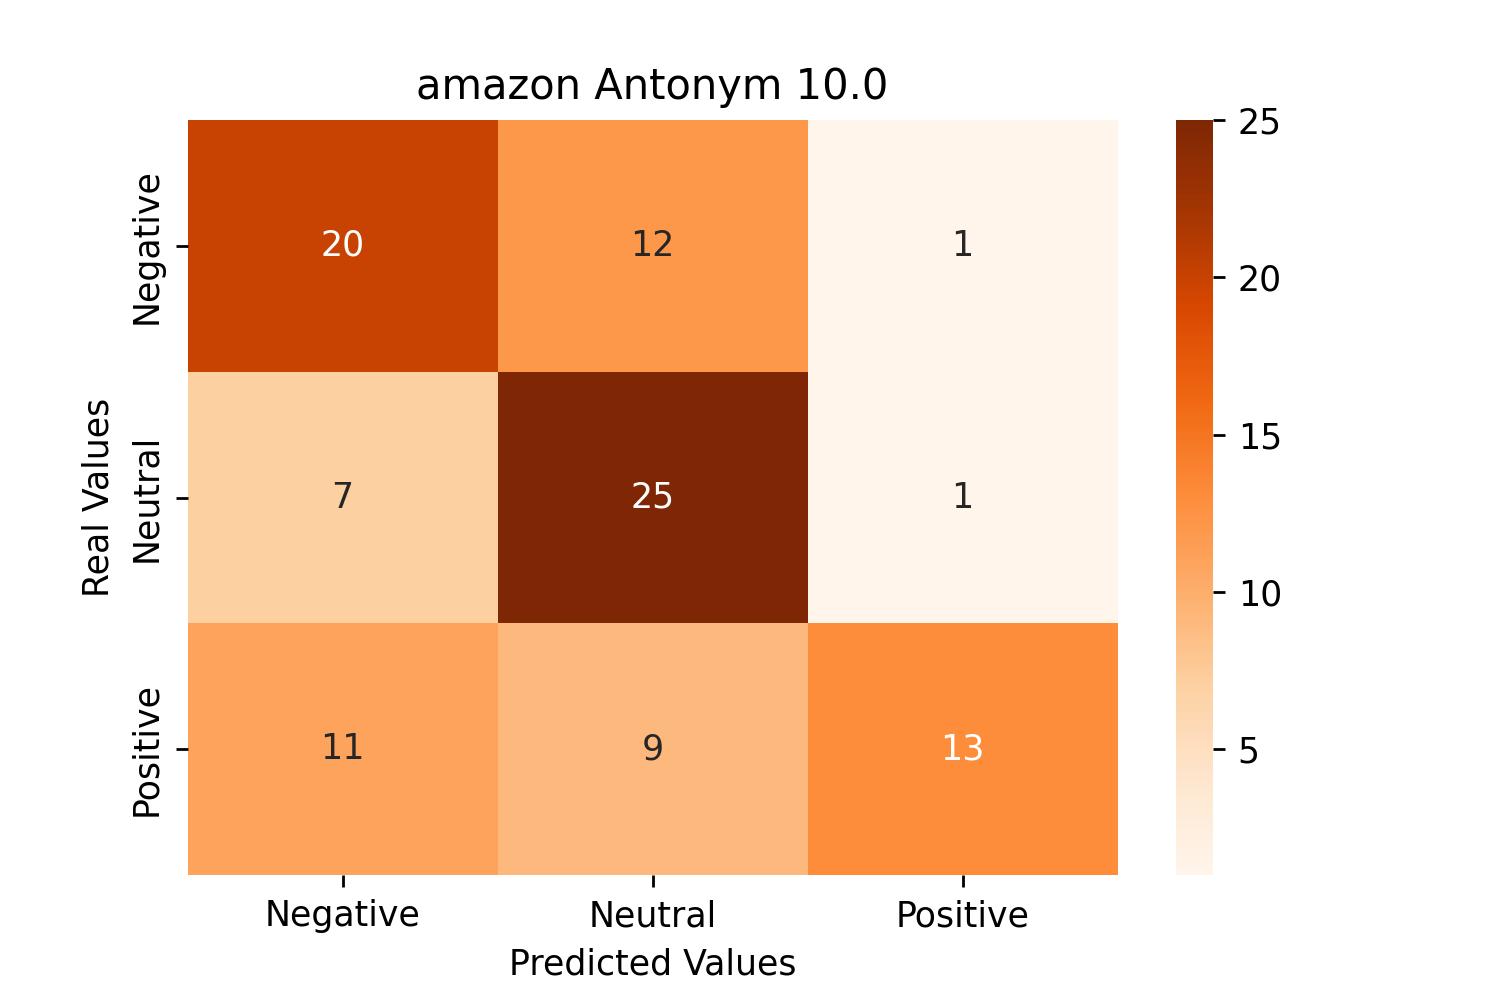 amazon Antonym 10.0
Real Values
Negative
20 12 1
Neutral
7 25 1
Positive
11 9 13
Negative Neutral Positive
Predicted Values
25
20
15
10
5